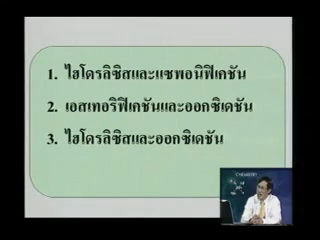 1. ไฮโดรลิซิสและแซพอนิฟิเคชัน
2. เอสเทอริฟิเคชันและออกซิเดชัน
3. ไฮโดรลิซิสและออกซิเดชัน
CHEMISTRY